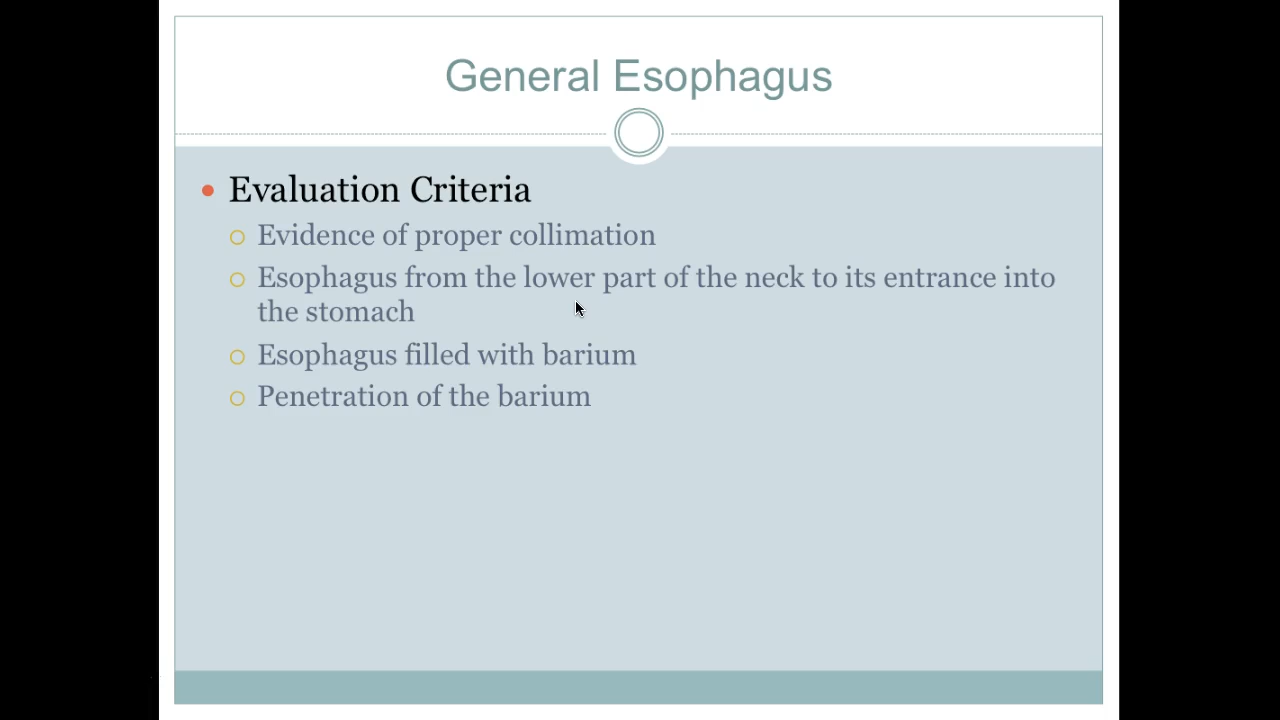 General Esophagus
Evaluation Criteria
Evidence of proper collimation
Esophagus from the lower part of the neck to its entrance into
the stomach
Esophagus filled with barium
Penetration of the barium